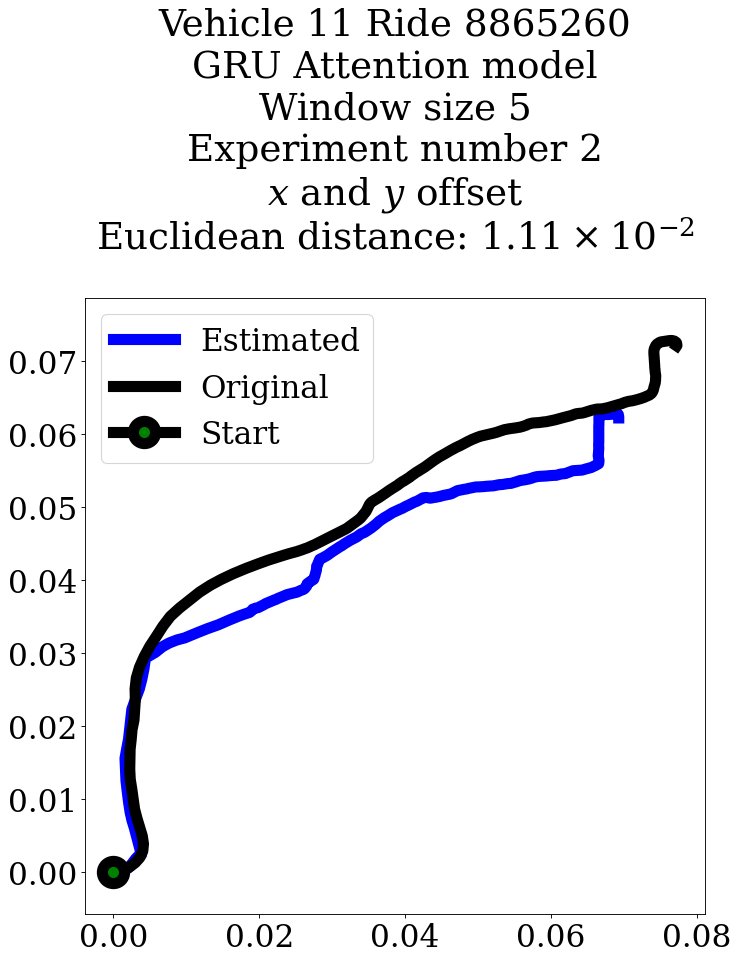 Vehicle 11 Ride 8865260
GRU Attention model
Window size 5
Experiment number 2
x and y offset
Euclidean distance: 1.11 × 10⁻²
Estimated
Original
Start
0.07
0.06
0.05
0.04
0.03
0.02
0.01
0.00
0.00 0.02 0.04 0.06 0.08